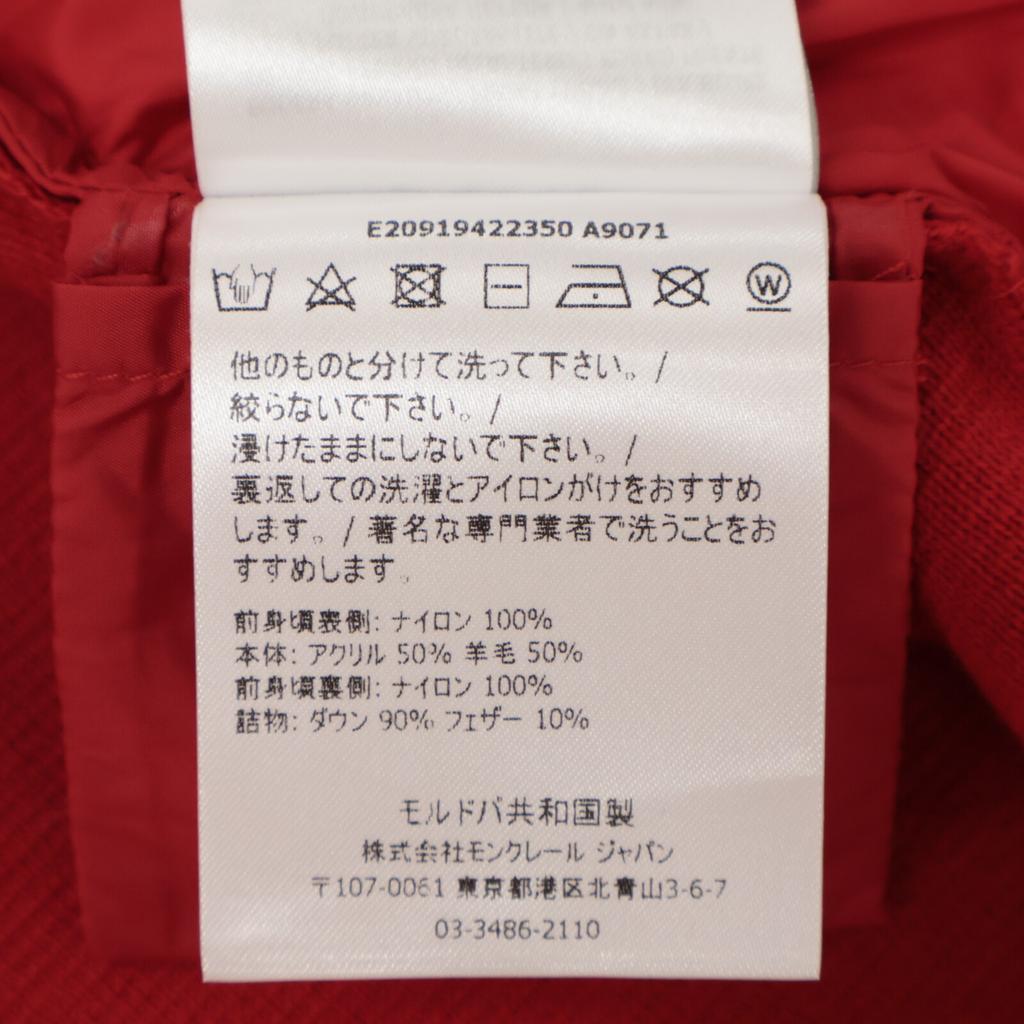 E20919422350 A9071
W
他のものと分けて洗って下さい。/
絞らないで下さい。/
浸けたままにしないで下さい。/
裏返しての洗濯とアイロンがけをおすすめ
します。/ 著名な専門業者で洗うことをお
すすめします。
前身頃表側: ナイロン 100%
本体: アクリル 50% 羊毛 50%
前身頃裏側: ナイロン 100%
詰物: ダウン 90% フェザー 10%
モルドバ共和国製
株式会社モンクレール ジャパン
〒107-0061 東京都港区北青山3-6-7
03-3486-2110